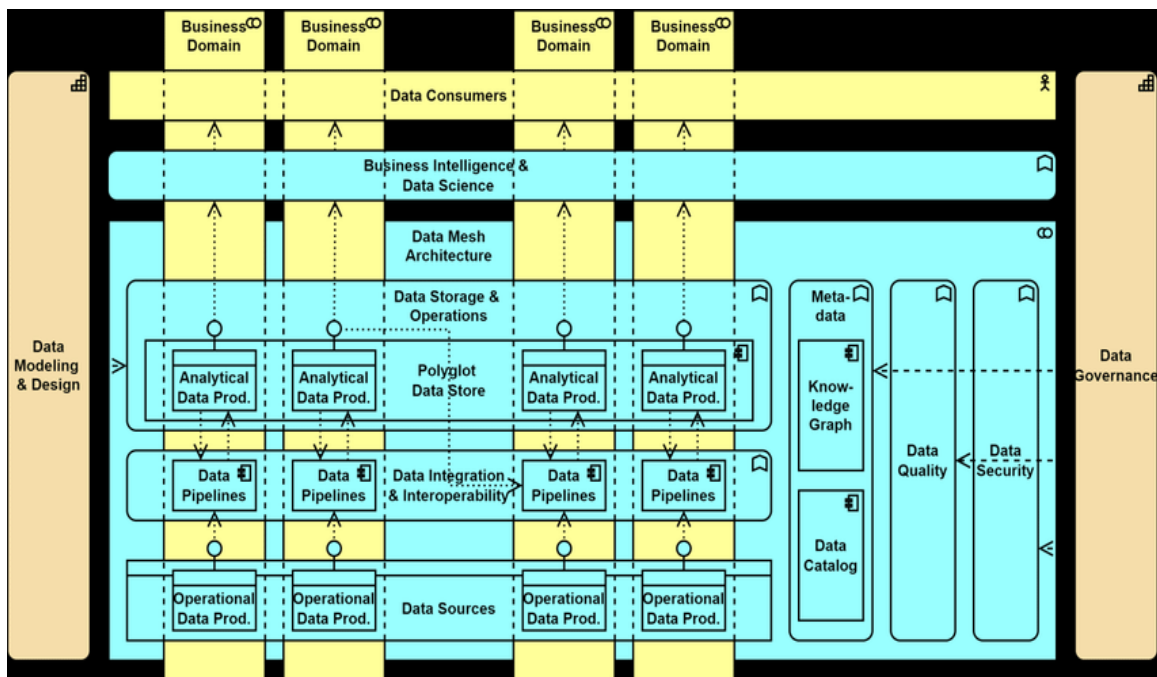 Business
Domain
Business
Domain
Business
Domain
Business
Domain
Data Consumers
Business Intelligence &
Data Science
Data Mesh
Architecture
Data Modeling
& Design
Data Storage &
Operations
Polyglot
Data Store
Analytical
Data Prod.
Analytical
Data Prod.
Analytical
Data Prod.
Analytical
Data Prod.
Data
Pipelines
Data
Pipelines
Data Integration
& Interoperability
Data
Pipelines
Data
Pipelines
Operational
Data Prod.
Operational
Data Prod.
Data Sources
Operational
Data Prod.
Operational
Data Prod.
Meta-
data
Know-
ledge
Graph
Data
Catalog
Data
Quality
Data
Security
Data
Governance